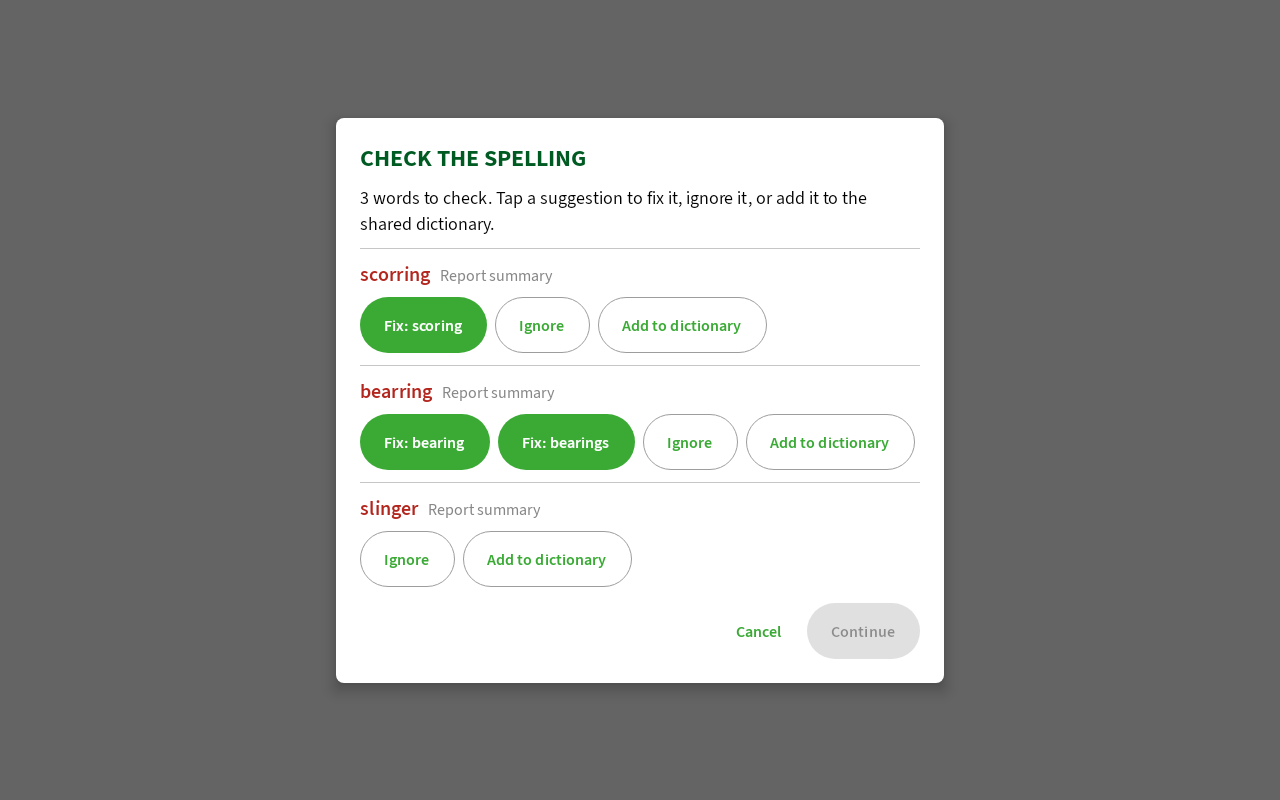 CHECK THE SPELLING
3 words to check. Tap a suggestion to fix it, ignore it, or add it to the
shared dictionary.
scorring Report summary
Fix: scoring Ignore Add to dictionary
bearring Report summary
Fix: bearing Fix: bearings Ignore Add to dictionary
slinger Report summary
Ignore Add to dictionary
Cancel Continue